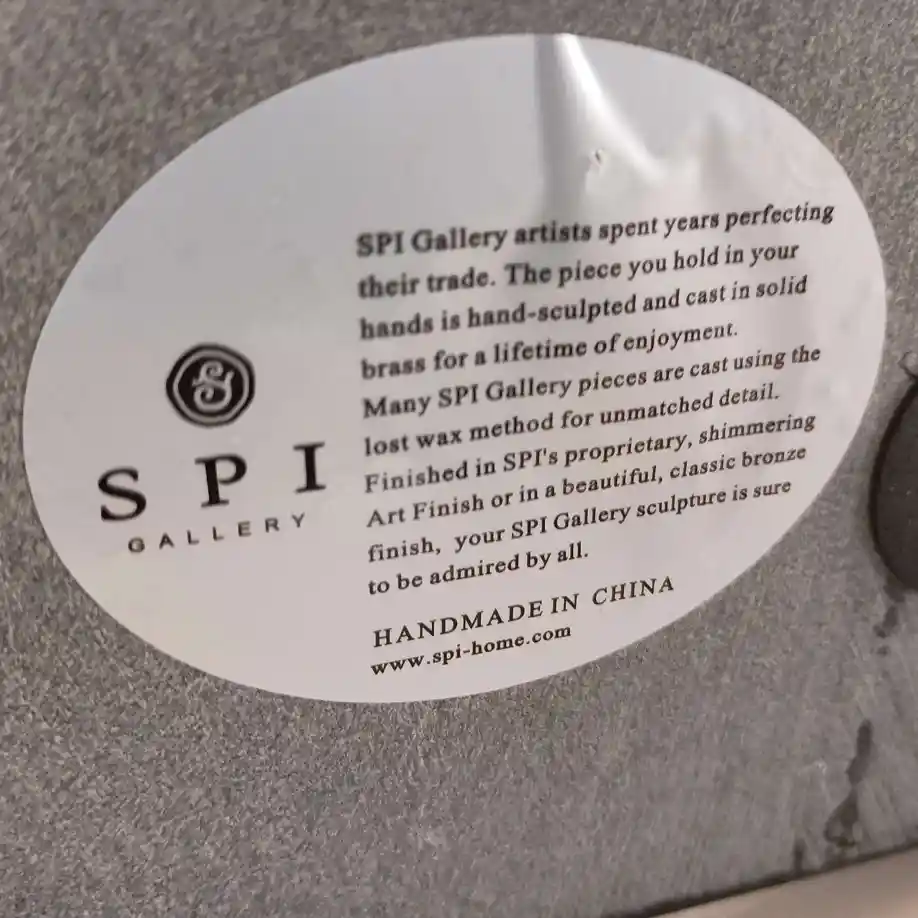 SPI
GALLERY
SPI Gallery artists spent years perfecting
their trade. The piece you hold in your
hands is hand-sculpted and cast in solid
brass for a lifetime of enjoyment.
Many SPI Gallery pieces are cast using the
lost wax method for unmatched detail.
Finished in SPI's proprietary, shimmering
Art Finish or in a beautiful, classic bronze
finish, your SPI Gallery sculpture is sure
to be admired by all.
HANDMADE IN CHINA
www.spi-home.com